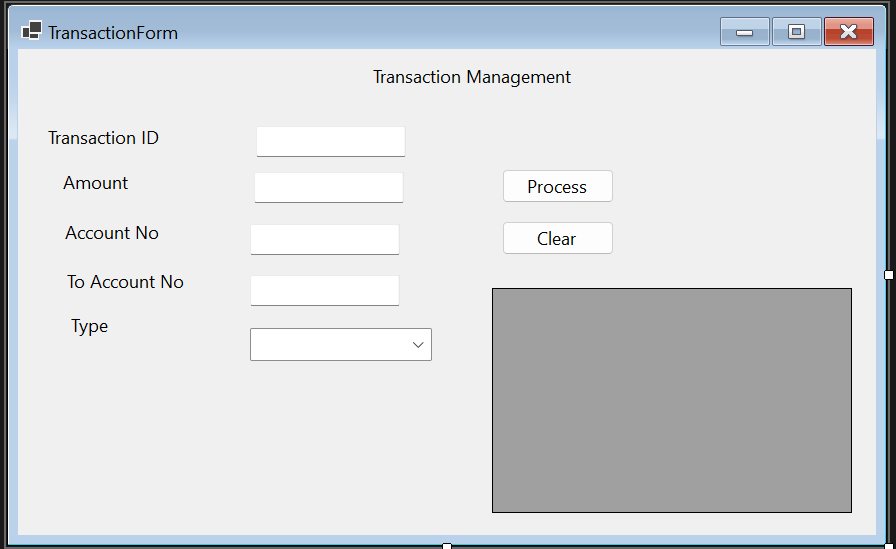 TransactionForm
Transaction Management
Transaction ID
Amount
Process
Account No
Clear
To Account No
Type